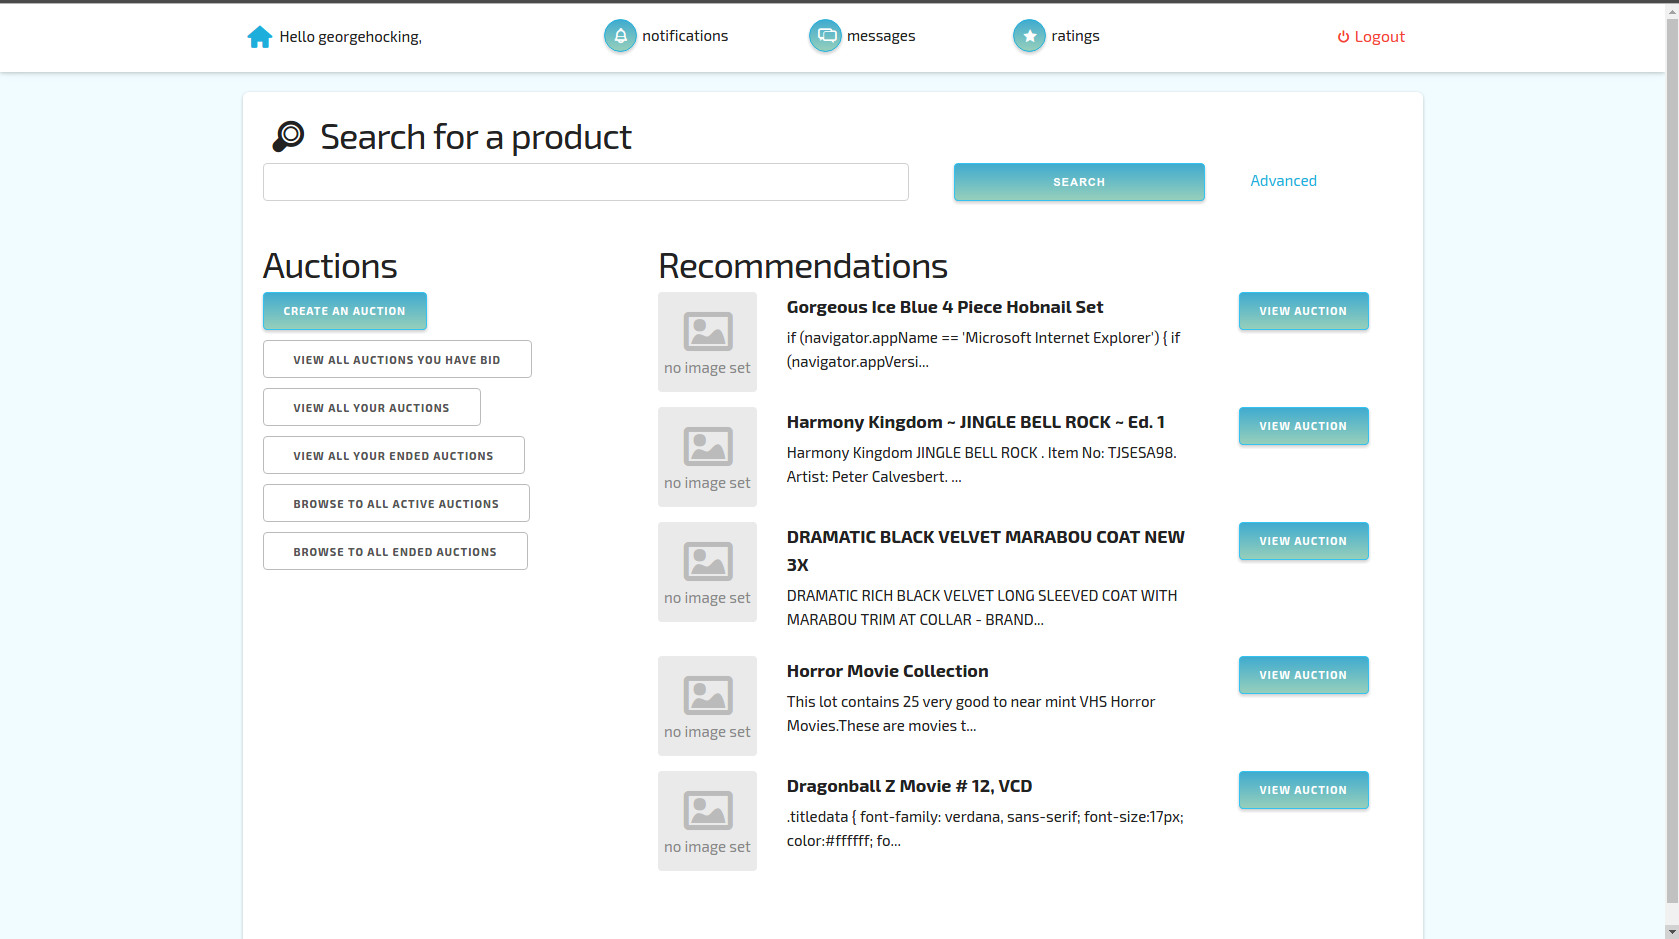 Hello georgehocking,
notifications
messages
ratings
Logout
Search for a product
SEARCH
Advanced
Auctions
CREATE AN AUCTION
VIEW ALL AUCTIONS YOU HAVE BID
VIEW ALL YOUR AUCTIONS
VIEW ALL YOUR ENDED AUCTIONS
BROWSE TO ALL ACTIVE AUCTIONS
BROWSE TO ALL ENDED AUCTIONS
Recommendations
no image set
Gorgeous Ice Blue 4 Piece Hobnail Set
if (navigator.appName == 'Microsoft Internet Explorer') { if
(navigator.appVersi...
VIEW AUCTION
no image set
Harmony Kingdom ~ JINGLE BELL ROCK ~ Ed. 1
Harmony Kingdom JINGLE BELL ROCK . Item No: TJSESA98.
Artist: Peter Calvesbert. ...
VIEW AUCTION
no image set
DRAMATIC BLACK VELVET MARABOU COAT NEW
3X
DRAMATIC RICH BLACK VELVET LONG SLEEVED COAT WITH
MARABOU TRIM AT COLLAR - BRAND...
VIEW AUCTION
no image set
Horror Movie Collection
This lot contains 25 very good to near mint VHS Horror
Movies.These are movies t...
VIEW AUCTION
no image set
Dragonball Z Movie # 12, VCD
.titledata { font-family: verdana, sans-serif; font-size:17px;
color:#ffffff; fo...
VIEW AUCTION